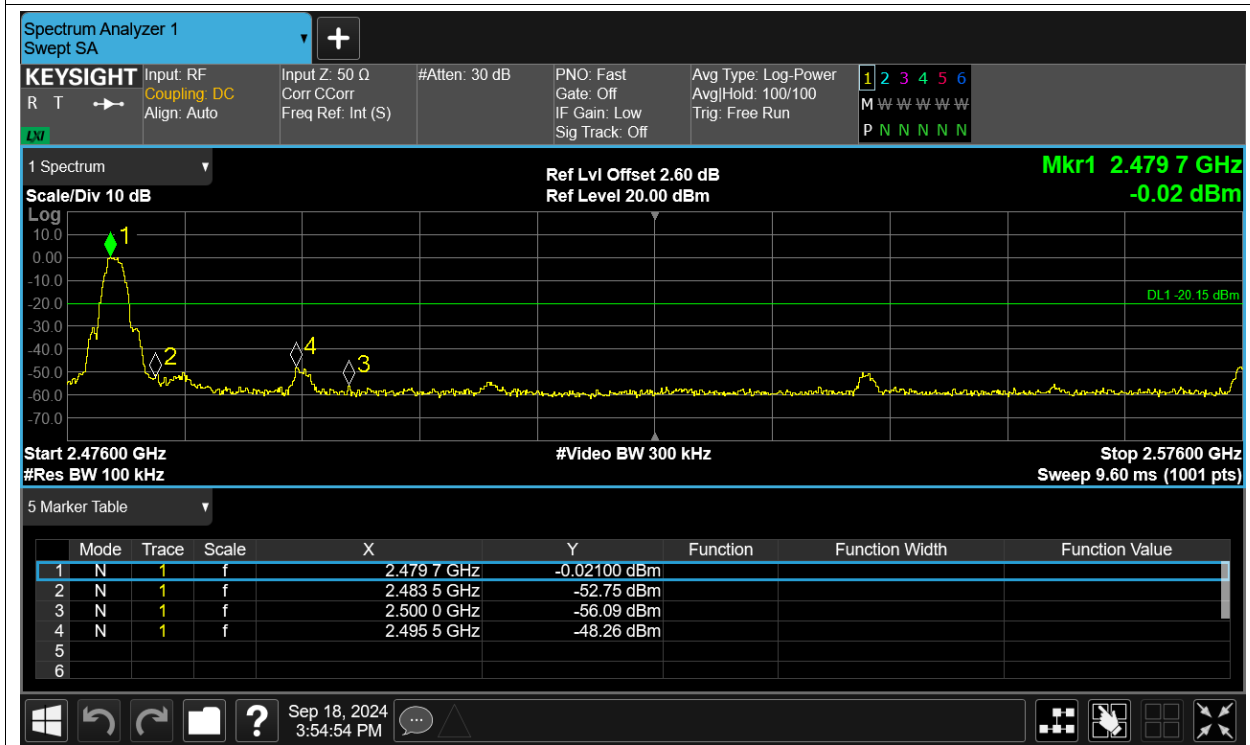 Spectrum Analyzer 1
Swept SA
+
KEYSIGHT Input: RF Input Z: 50 Ω #Atten: 30 dB PNO: Fast Avg Type: Log-Power 1 2 3 4 5 6
R T Coupling: DC Corr CCorr Gate: Off Avg|Hold: 100/100 M W W W W W
Align: Auto Freq Ref: Int (S) IF Gain: Low Trig: Free Run
LXI Sig Track: Off P N N N N N
1 Spectrum Ref Lvl Offset 2.60 dB Mkr1 2.479 7 GHz
Scale/Div 10 dB Ref Level 20.00 dBm -0.02 dBm
Log
10.0 1
0.00
-10.0
-20.0 DL1 -20.15 dBm
-30.0
-40.0 2 4 3
-50.0
-60.0
-70.0
Start 2.47600 GHz #Video BW 300 kHz Stop 2.57600 GHz
#Res BW 100 kHz Sweep 9.60 ms (1001 pts)
5 Marker Table
Mode Trace Scale X Y Function Function Width Function Value
1 N 1 f 2.479 7 GHz -0.02100 dBm
2 N 1 f 2.483 5 GHz -52.75 dBm
3 N 1 f 2.500 0 GHz -56.09 dBm
4 N 1 f 2.495 5 GHz -48.26 dBm
5
6
? Sep 18, 2024
3:54:54 PM